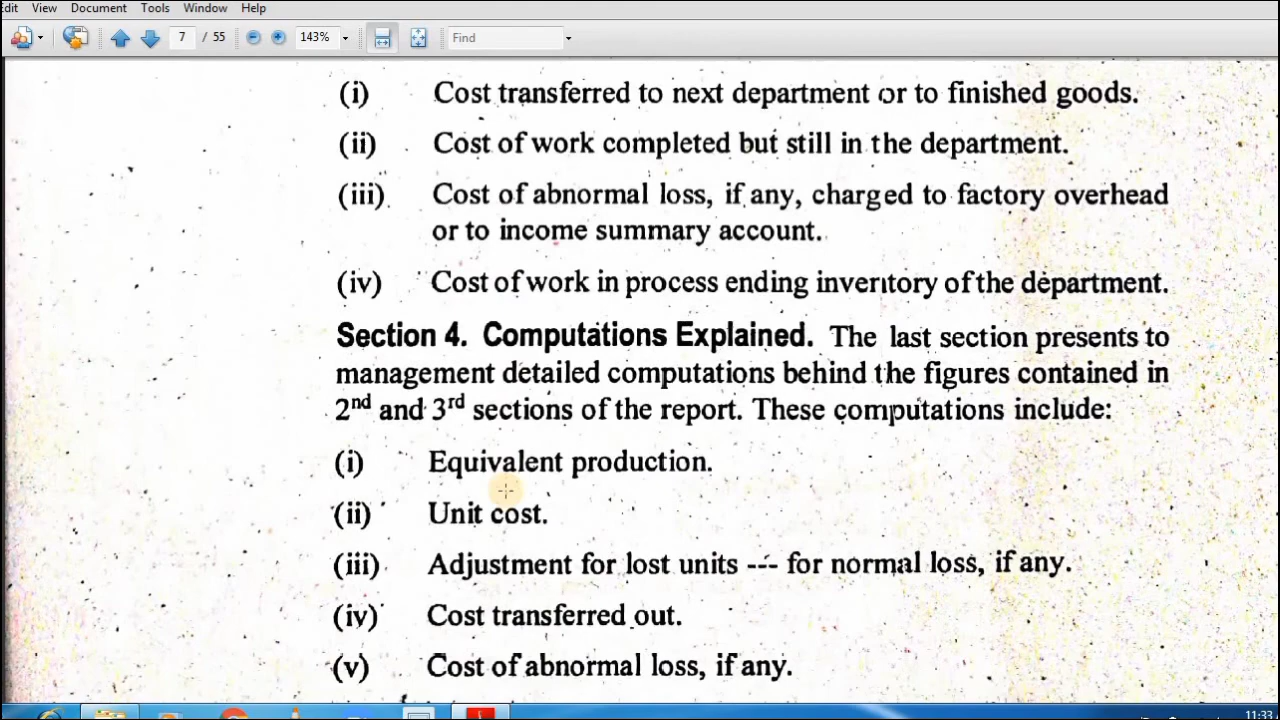 dit View Document Tools Window Help
7 / 55 143% Find
(i) Cost transferred to next department or to finished goods.
(ii) Cost of work completed but still in the department.
(iii) Cost of abnormal loss, if any, charged to factory overhead
or to income summary account.
(iv) Cost of work in process ending inventory of the department.
Section 4. Computations Explained. The last section presents to
management detailed computations behind the figures contained in
2nd and 3rd sections of the report. These computations include:
(i) Equivalent production.
(ii) Unit cost.
(iii) Adjustment for lost units --- for normal loss, if any.
(iv) Cost transferred out.
(v) Cost of abnormal loss, if any.
11:33